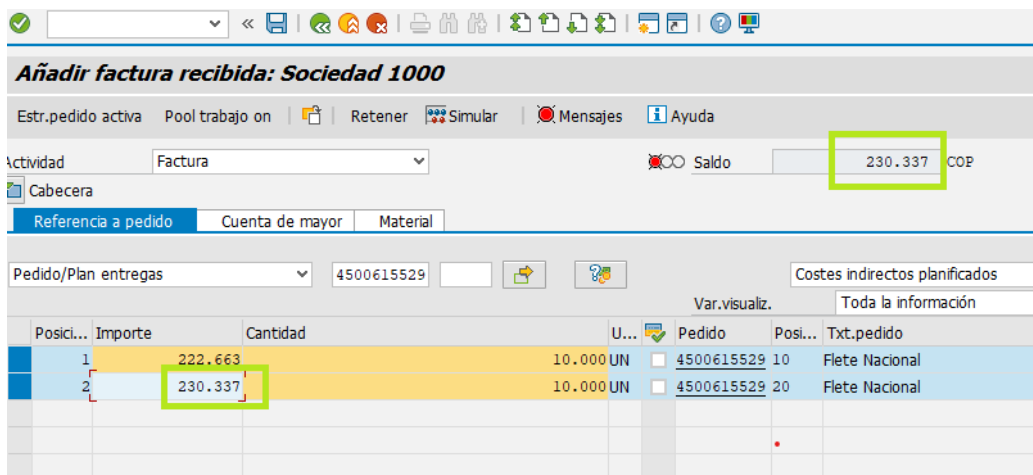 Añadir factura recibida: Sociedad 1000
Estr.pedido activa Pool trabajo on Retener Simular Mensajes Ayuda
Actividad Factura Saldo 230.337 COP
Cabecera
Referencia a pedido Cuenta de mayor Material
Pedido/Plan entregas 4500615529 Costes indirectos planificados
Var.visualiz. Toda la información
Posici... Importe Cantidad U... Pedido Posi... Txt.pedido
1 222.663 10.000 UN 4500615529 10 Flete Nacional
2 230.337 10.000 UN 4500615529 20 Flete Nacional